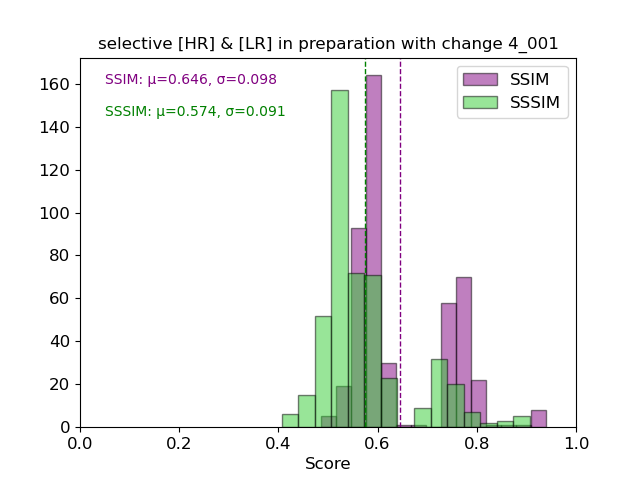 selective [HR] & [LR] in preparation with change 4_001
SSIM: μ=0.646, σ=0.098
SSSIM: μ=0.574, σ=0.091
SSIM
SSSIM
160
140
120
100
80
60
40
20
0
0.0 0.2 0.4 0.6 0.8 1.0
Score